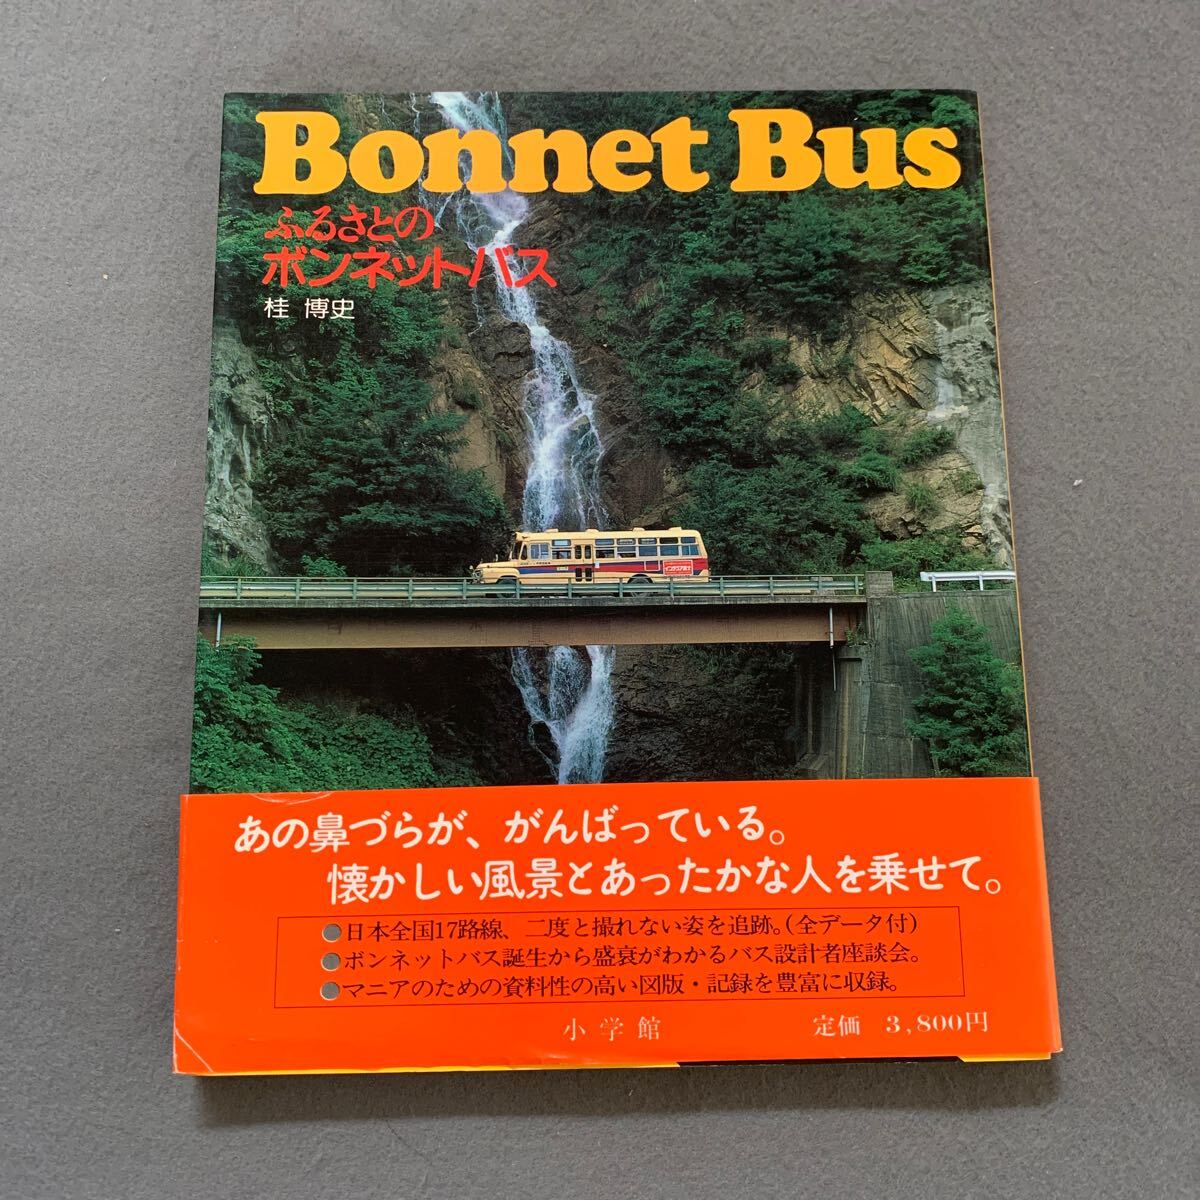 Bonnet Bus
ふるさとの
ボンネットバス
桂 博史
あの鼻づらが、がんばっている。
懐かしい風景とあったかな人を乗せて。
●日本全国17路線、二度と撮れない姿を追跡。(全データ付)
●ボンネットバス誕生から盛衰がわかるバス設計者座談会。
●マニアのための資料性の高い図版・記録を豊富に収録。
小学館 定価 3,800円